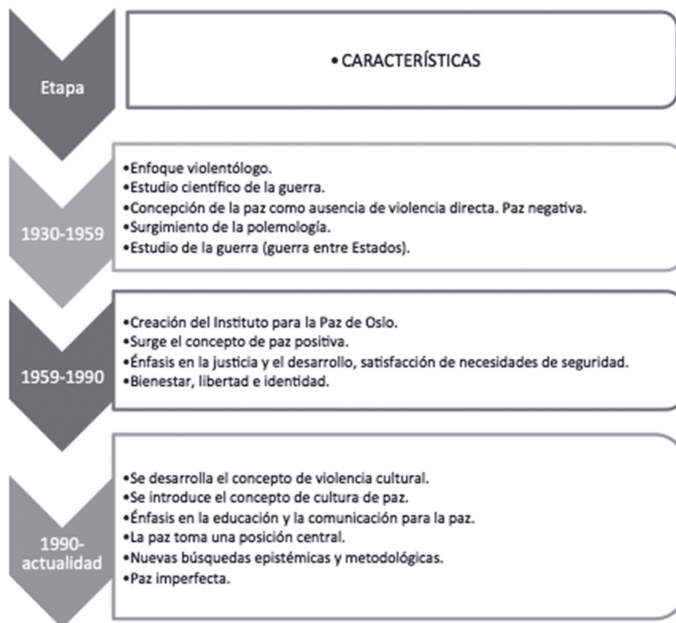 Etapa
• CARACTERÍSTICAS
1930-1959
•Enfoque violentólogo.
•Estudio científico de la guerra.
•Concepción de la paz como ausencia de violencia directa. Paz negativa.
•Surgimiento de la polemología.
•Estudio de la guerra (guerra entre Estados).
1959-1990
•Creación del Instituto para la Paz de Oslo.
•Surge el concepto de paz positiva.
•Énfasis en la justicia y el desarrollo, satisfacción de necesidades de seguridad.
•Bienestar, libertad e identidad.
1990-
actualidad
•Se desarrolla el concepto de violencia cultural.
•Se introduce el concepto de cultura de paz.
•Énfasis en la educación y la comunicación para la paz.
•La paz toma una posición central.
•Nuevas búsquedas epistémicas y metodológicas.
•Paz imperfecta.